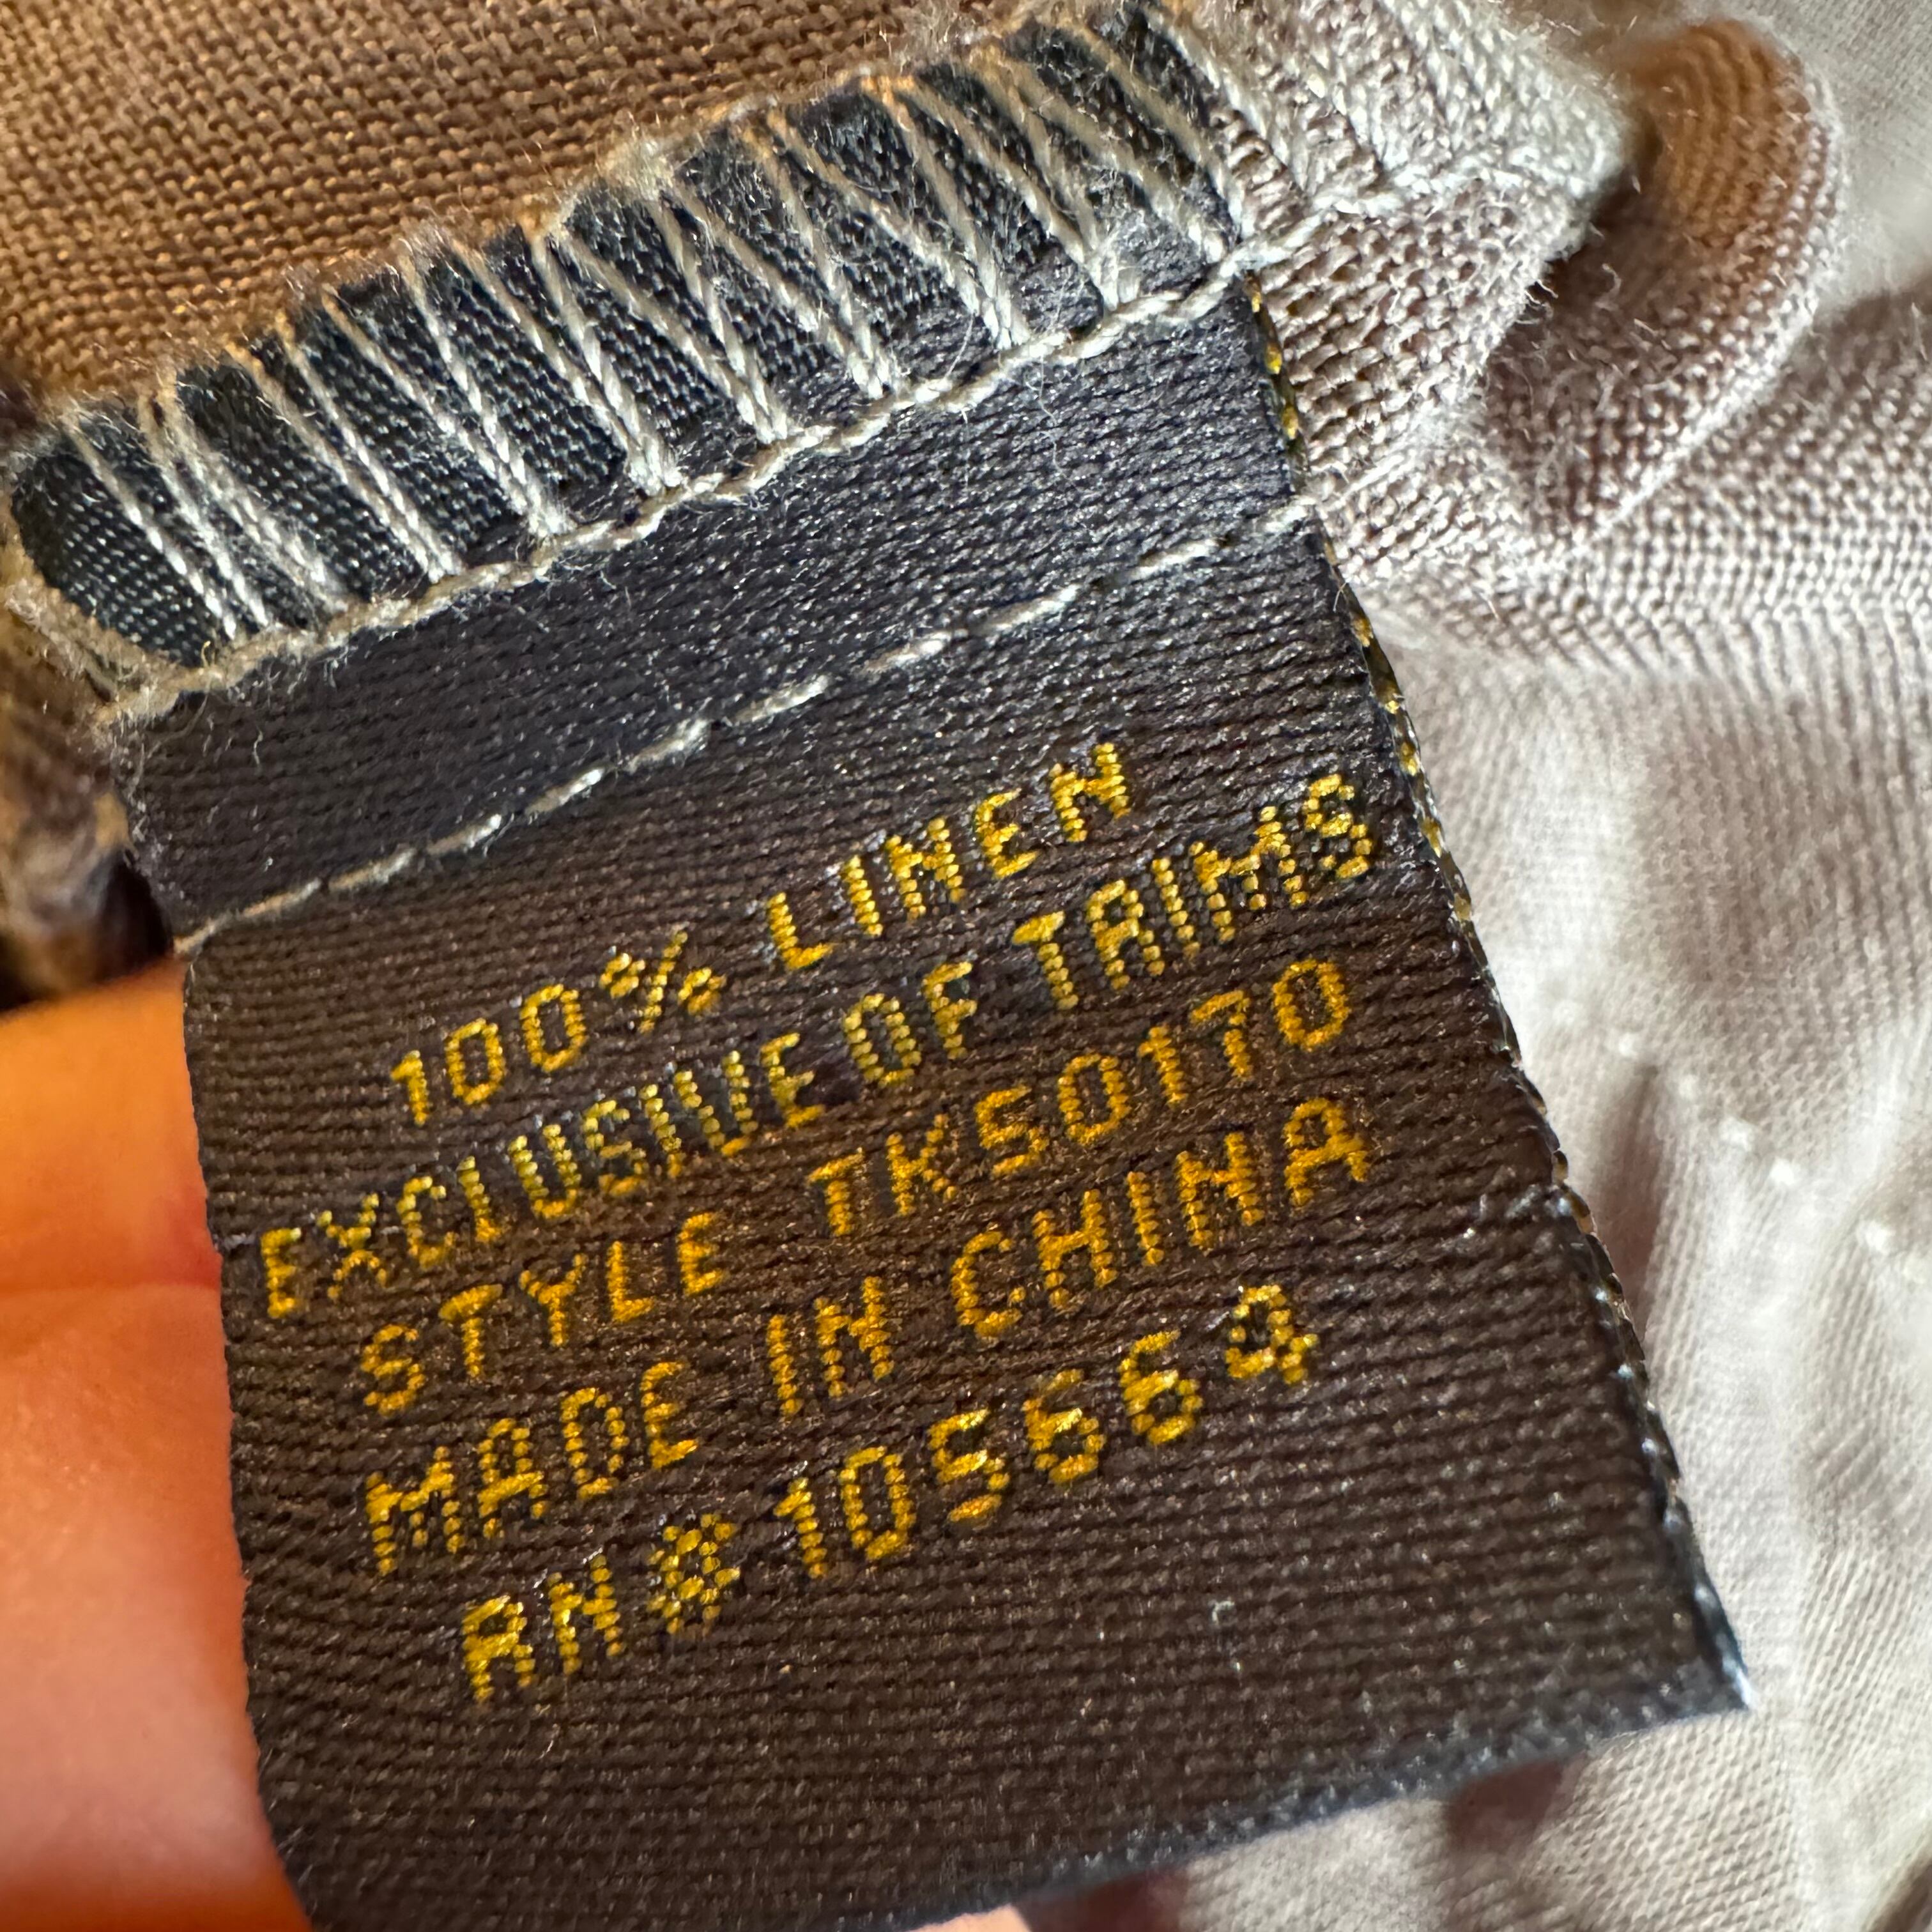 100% LINEN
EXCLUSIVE OF TRIMS
STYLE TK50170
MADE IN CHINA
RN# 105664